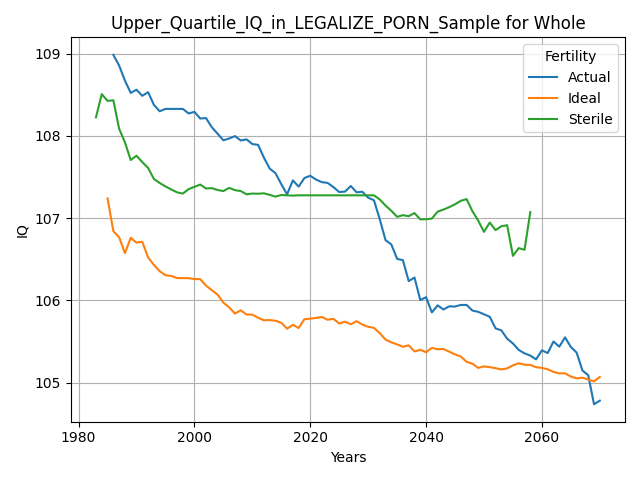 Upper_Quartile_IQ_in_LEGALIZE_PORN_Sample for Whole
Fertility
Actual
Ideal
Sterile
IQ
109
108
107
106
105
1980
2000
2020
2040
2060
Years